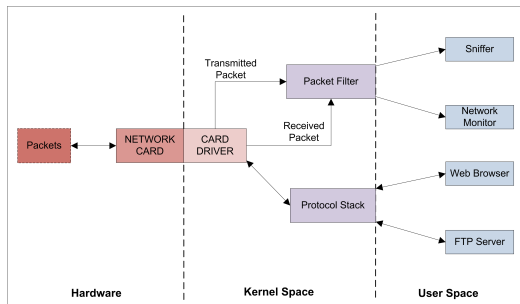 Sniffer
Transmitted
Packet
Packet Filter
Network
Monitor
Received
Packet
Packets
NETWORK
CARD
CARD
DRIVER
Web Browser
Protocol Stack
FTP Server
Hardware
Kernel Space
User Space